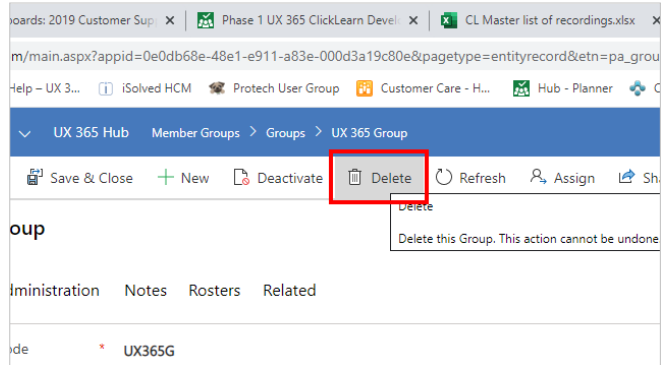 oards: 2019 Customer Sup × Phase 1 UX 365 ClickLearn Devel × CL Master list of recordings.xlsx ×
m/main.aspx?appid=0e0db68e-48e1-e911-a83e-000d3a19c80e&pagetype=entityrecord&etn=pa_grou
Help – UX 3... iSolved HCM Protech User Group Customer Care - H... Hub - Planner
UX 365 Hub Member Groups > Groups > UX 365 Group
Save & Close New Deactivate Delete Refresh Assign Sha
Delete
Delete this Group. This action cannot be undone
oup
dministration Notes Rosters Related
ode * UX365G